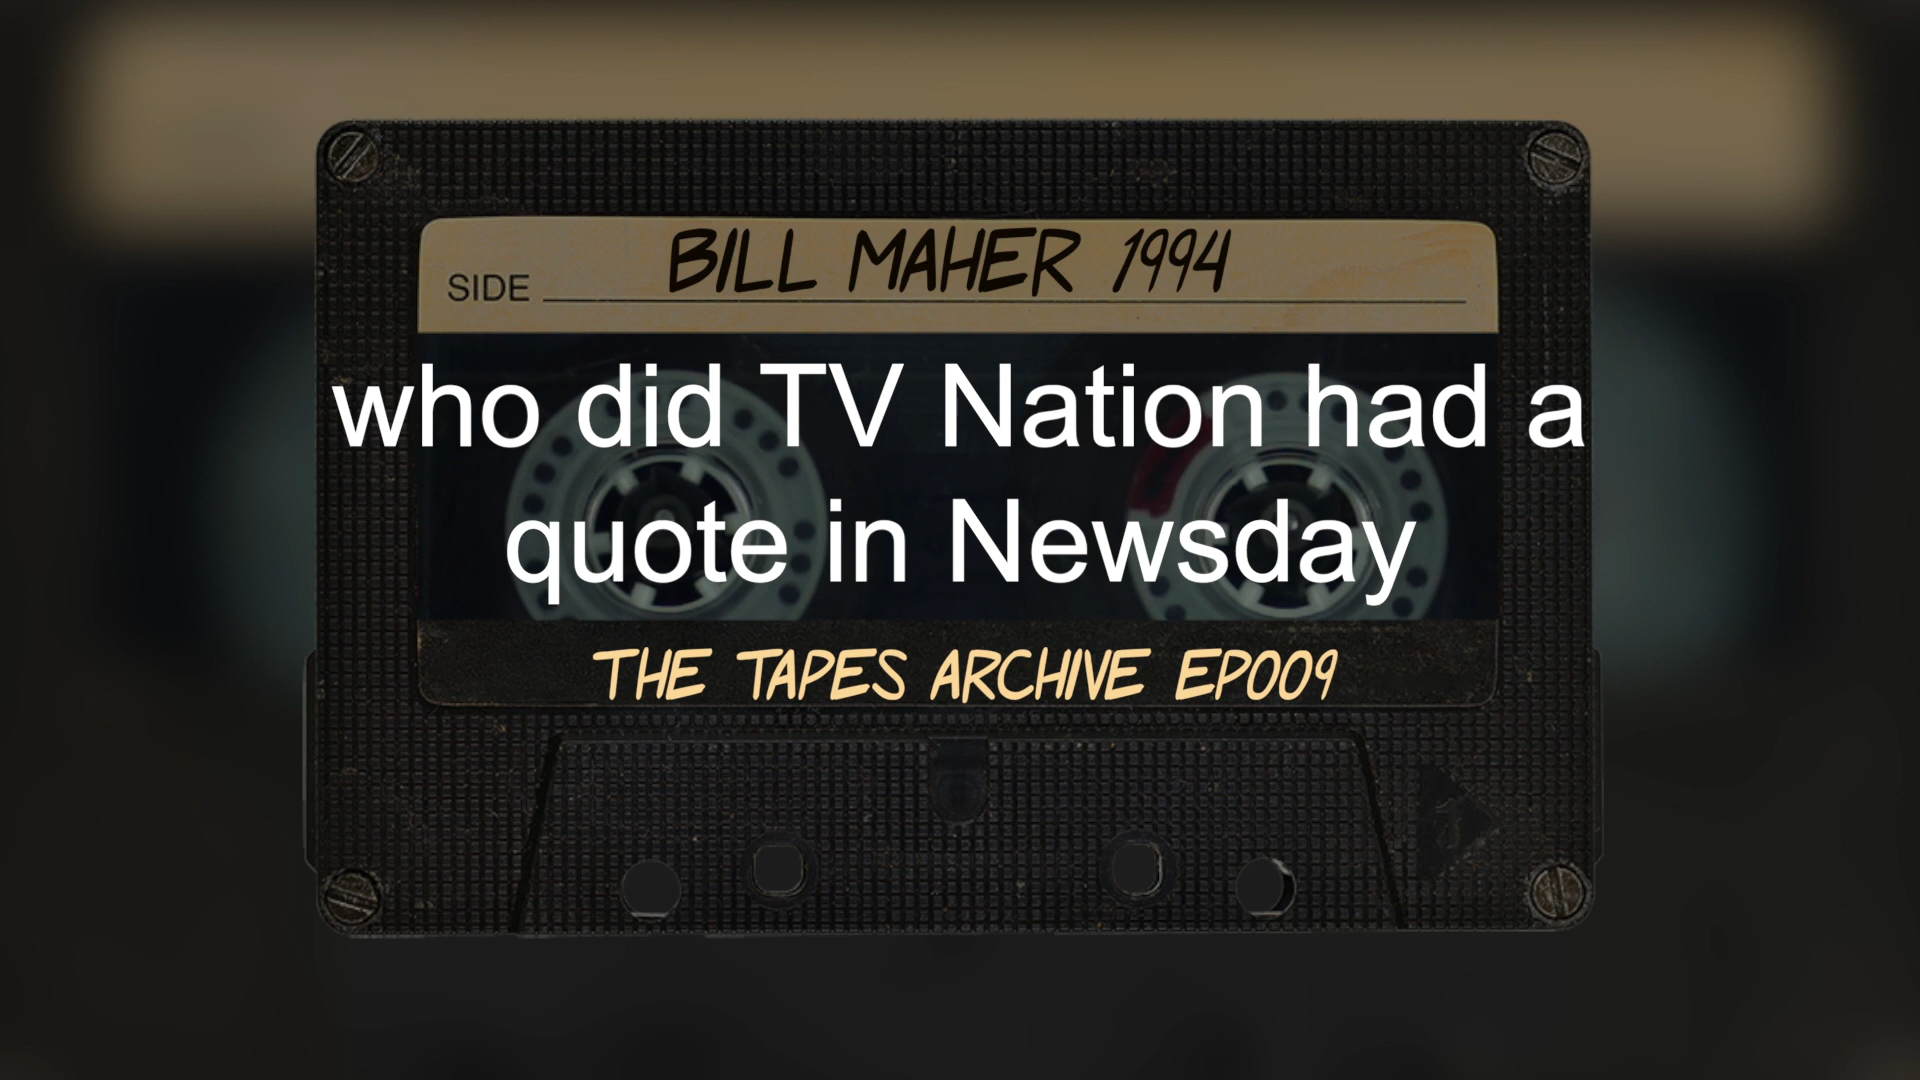 BILL MAHER 1994
SIDE
who did TV Nation had a
quote in Newsday
THE TAPES ARCHIVE EP009